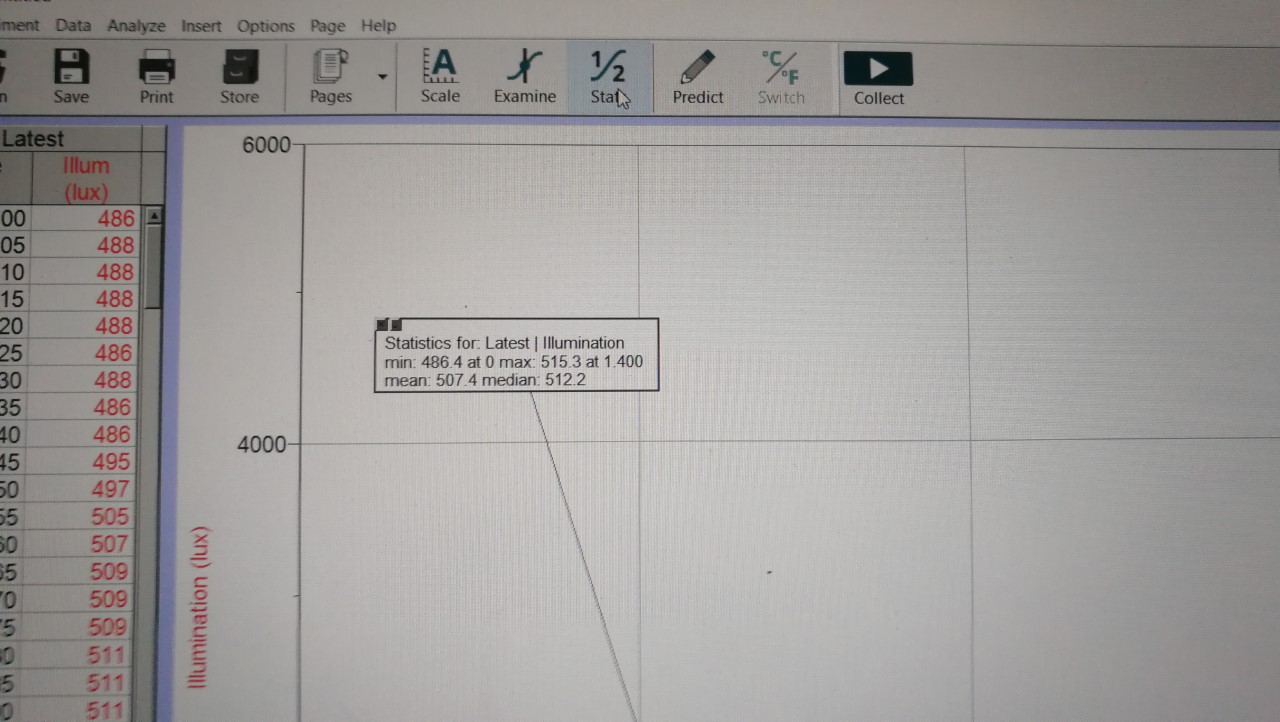 ment Data Analyze Insert Options Page Help
n Save Print Store Pages Scale Examine Stat Predict Switch Collect
A ½ °C/°F
Latest
Illum
(lux)
00 486
05 488
10 488
15 488
20 488
25 486
30 488
35 486
40 486
45 495
50 497
55 505
60 507
65 509
70 509
75 509
511
5 511
0 511
6000
4000
Illumination (lux)
Statistics for: Latest | Illumination
min: 486.4 at 0 max: 515.3 at 1.400
mean: 507.4 median: 512.2